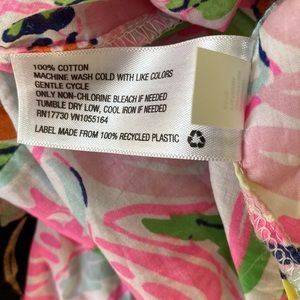 100% COTTON
MACHINE WASH COLD WITH LIKE COLORS
GENTLE CYCLE
ONLY NON-CHLORINE BLEACH IF NEEDED
TUMBLE DRY LOW, COOL IRON IF NEEDED
RN17730 VN1055164
LABEL MADE FROM 100% RECYCLED PLASTIC